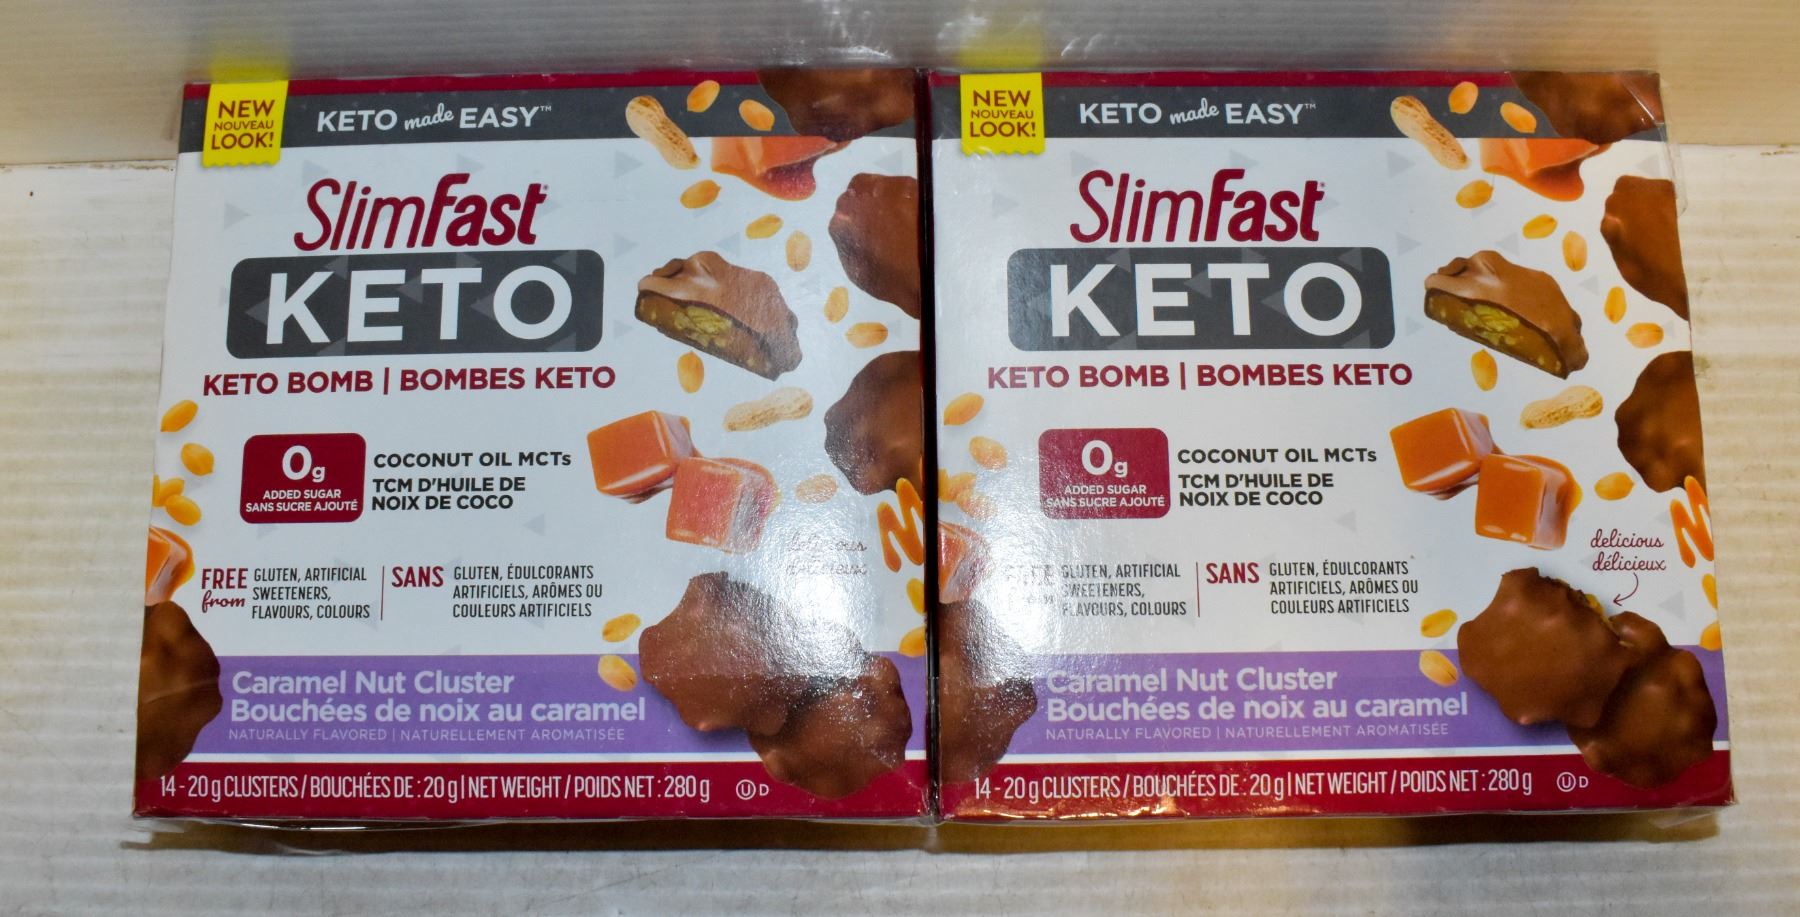 NEW
NOUVEAU
LOOK!
KETO made EASY™
SlimFast
KETO
KETO BOMB | BOMBES KETO
0g
ADDED SUGAR
SANS SUCRE AJOUTÉ
COCONUT OIL MCTs
TCM D'HUILE DE
NOIX DE COCO
FREE from
GLUTEN, ARTIFICIAL
SWEETENERS,
FLAVOURS, COLOURS
SANS
GLUTEN, ÉDULCORANTS
ARTIFICIELS, ARÔMES OU
COULEURS ARTIFICIELS
delicious
délicieux
Caramel Nut Cluster
Bouchées de noix au caramel
NATURALLY FLAVORED | NATURELLEMENT AROMATISÉE
14 - 20 g CLUSTERS / BOUCHÉES DE : 20 g | NET WEIGHT / POIDS NET : 280 g U D
NEW
NOUVEAU
LOOK!
KETO made EASY™
SlimFast
KETO
KETO BOMB | BOMBES KETO
0g
ADDED SUGAR
SANS SUCRE AJOUTÉ
COCONUT OIL MCTs
TCM D'HUILE DE
NOIX DE COCO
FREE from
GLUTEN, ARTIFICIAL
SWEETENERS,
FLAVOURS, COLOURS
SANS
GLUTEN, ÉDULCORANTS
ARTIFICIELS, ARÔMES OU
COULEURS ARTIFICIELS
delicious
délicieux
Caramel Nut Cluster
Bouchées de noix au caramel
NATURALLY FLAVORED | NATURELLEMENT AROMATISÉE
14 - 20 g CLUSTERS / BOUCHÉES DE : 20 g | NET WEIGHT / POIDS NET : 280 g U D